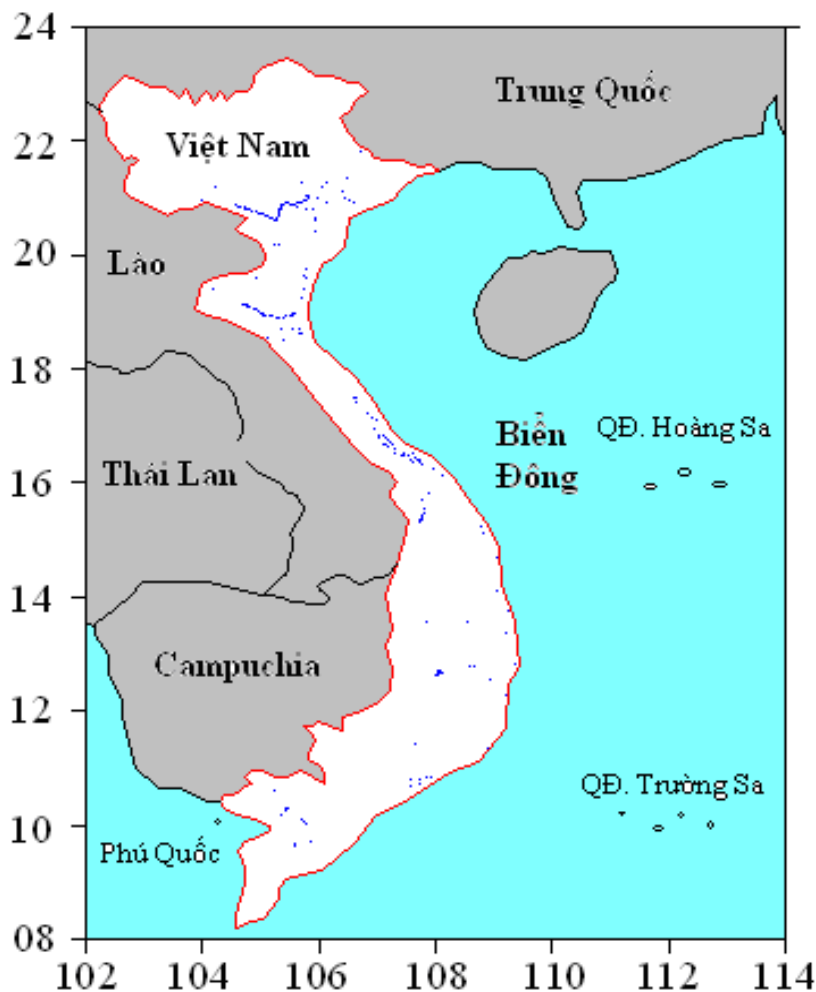 24
Trung Quốc
22
Việt Nam
20
Lào
18
QĐ. Hoàng Sa
Biển
Đông
Thái Lan
16
14
Campuchia
12
QĐ. Trường Sa
10
Phú Quốc
08
102 104 106 108 110 112 114